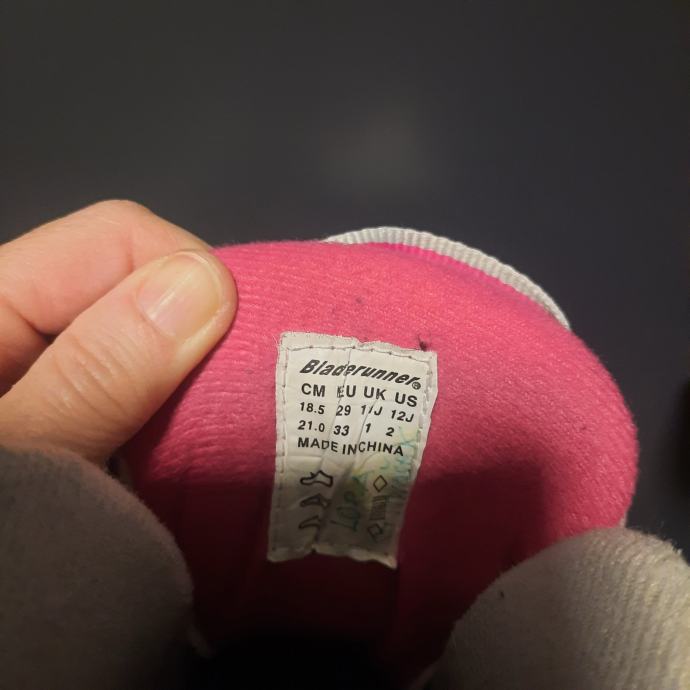 Bladerunner®
CM EU UK US
18.5 29 11J 12J
21.0 33 1 2
MADE IN CHINA